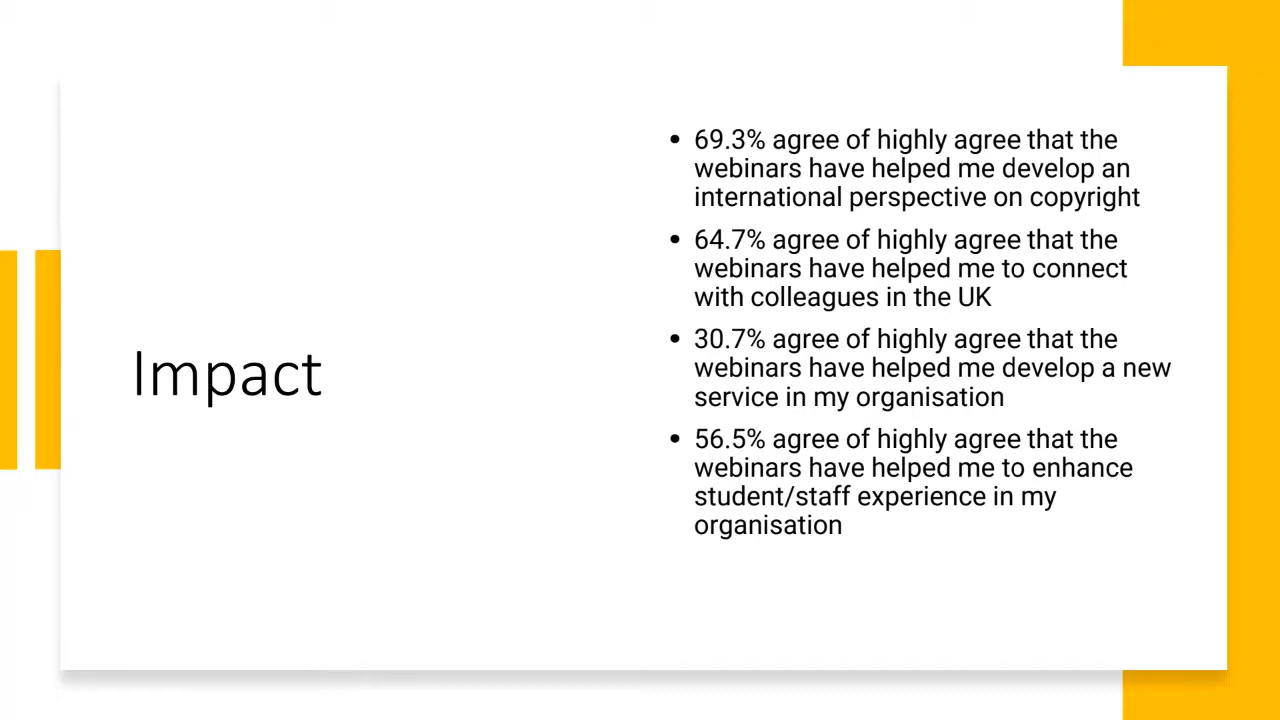 Impact
• 69.3% agree of highly agree that the
webinars have helped me develop an
international perspective on copyright
• 64.7% agree of highly agree that the
webinars have helped me to connect
with colleagues in the UK
• 30.7% agree of highly agree that the
webinars have helped me develop a new
service in my organisation
• 56.5% agree of highly agree that the
webinars have helped me to enhance
student/staff experience in my
organisation